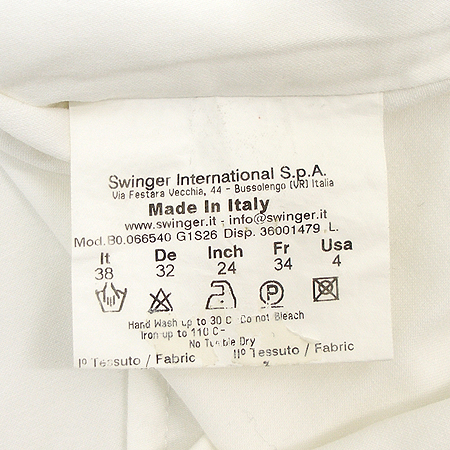 Swinger International S.p.A.
Via Festara Vecchia, 44 - Bussolengo (VR) Italia
Made In Italy
www.swinger.it - info@swinger.it
Mod.B0.066540 G1S26 Disp. 36001479 L.
It De Inch Fr Usa
38 32 24 34 4
P
Hand Wash up to 30 C Do not Bleach
Iron up to 110 C-
No Tumble Dry
Iº Tessuto / Fabric IIº Tessuto / Fabric